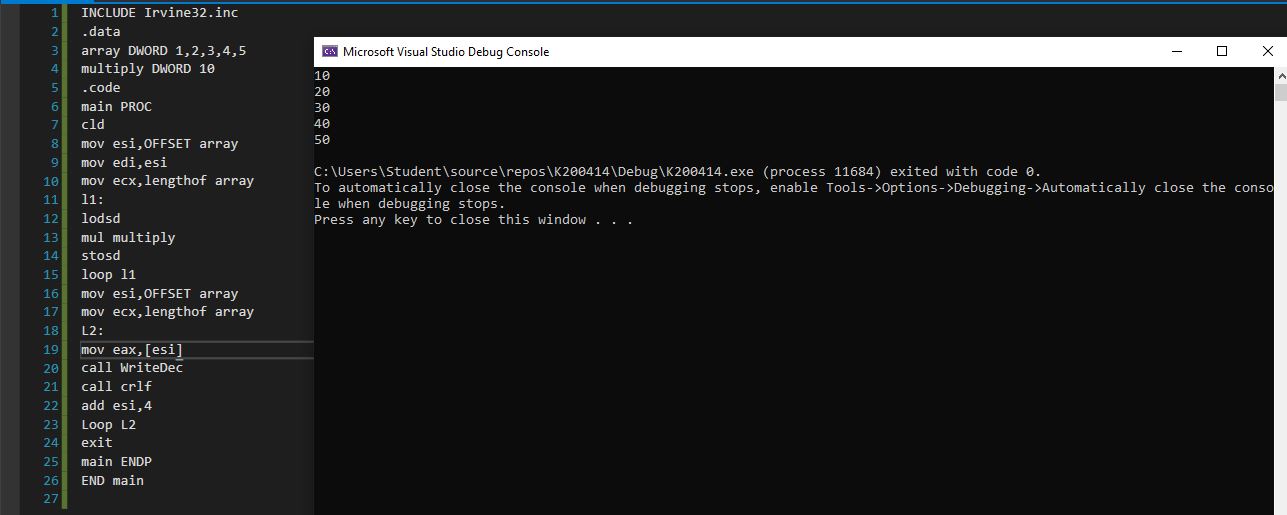 1 INCLUDE Irvine32.inc
2 .data
3 array DWORD 1,2,3,4,5
4 multiply DWORD 10
5 .code
6 main PROC
7 cld
8 mov esi,OFFSET array
9 mov edi,esi
10 mov ecx,lengthof array
11 l1:
12 lodsd
13 mul multiply
14 stosd
15 loop l1
16 mov esi,OFFSET array
17 mov ecx,lengthof array
18 L2:
19 mov eax,[esi]
20 call WriteDec
21 call crlf
22 add esi,4
23 Loop L2
24 exit
25 main ENDP
26 END main
27
C:\ Microsoft Visual Studio Debug Console
10
20
30
40
50
C:\Users\Student\source\repos\K200414\Debug\K200414.exe (process 11684) exited with code 0.
To automatically close the console when debugging stops, enable Tools->Options->Debugging->Automatically close the conso
le when debugging stops.
Press any key to close this window . . .